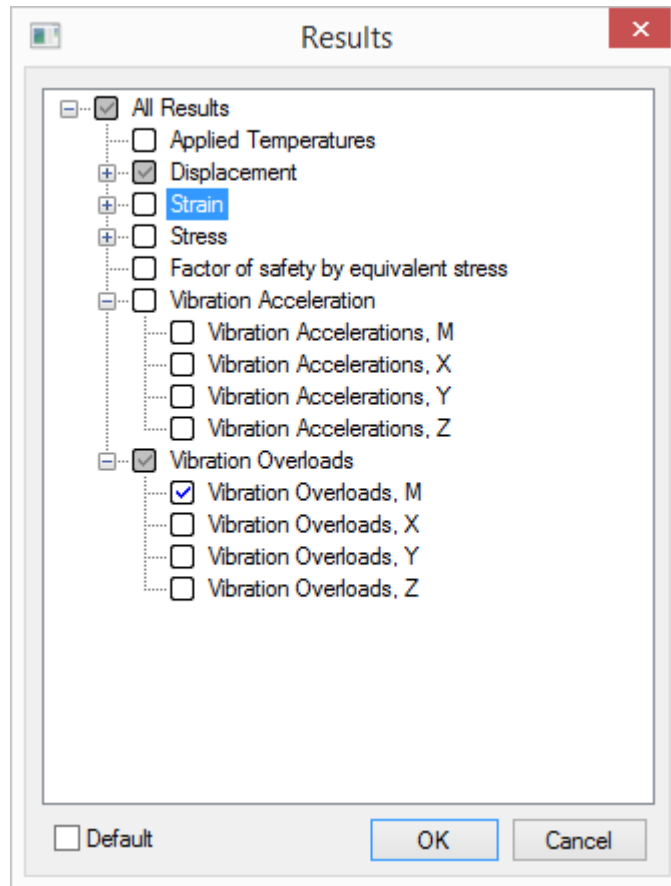 Results
All Results
Applied Temperatures
Displacement
Strain
Stress
Factor of safety by equivalent stress
Vibration Acceleration
Vibration Accelerations, M
Vibration Accelerations, X
Vibration Accelerations, Y
Vibration Accelerations, Z
Vibration Overloads
Vibration Overloads, M
Vibration Overloads, X
Vibration Overloads, Y
Vibration Overloads, Z
Default OK Cancel